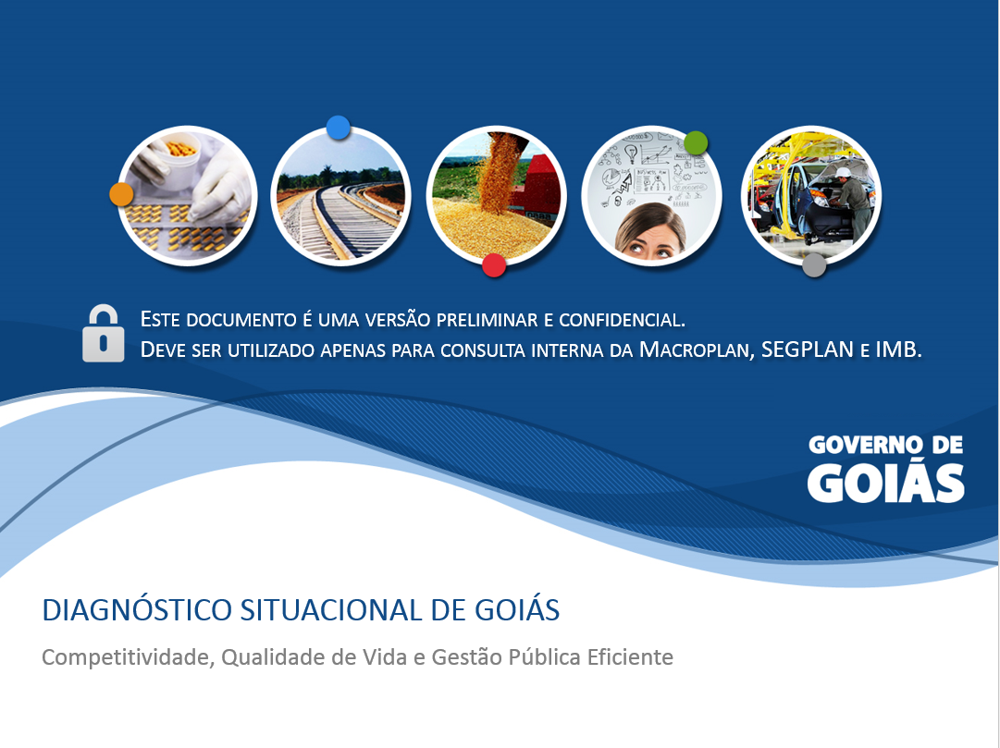 ESTE DOCUMENTO É UMA VERSÃO PRELIMINAR E CONFIDENCIAL.
DEVE SER UTILIZADO APENAS PARA CONSULTA INTERNA DA MACROPLAN, SEGPLAN E IMB.
GOVERNO DE
GOIÁS
DIAGNÓSTICO SITUACIONAL DE GOIÁS
Competitividade, Qualidade de Vida e Gestão Pública Eficiente